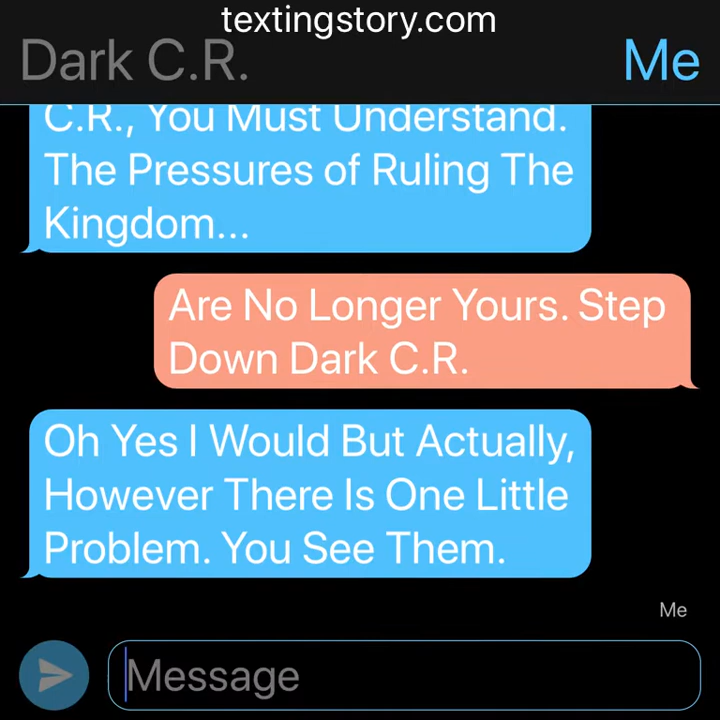 textingstory.com
Dark C.R.
Me
C.R., You Must Understand.
The Pressures of Ruling The
Kingdom...
Are No Longer Yours. Step
Down Dark C.R.
Oh Yes I Would But Actually,
However There Is One Little
Problem. You See Them.
Me
Message